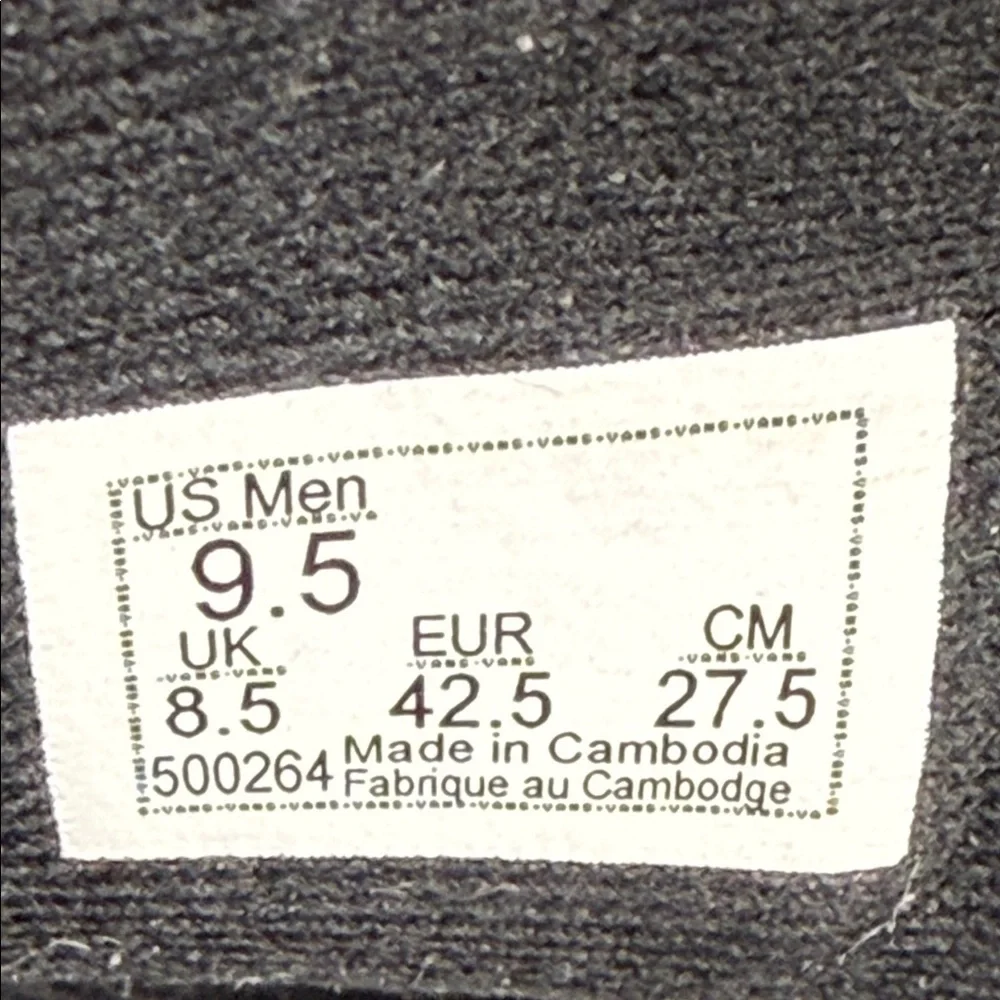 US Men
9.5
UK EUR CM
8.5 42.5 27.5
500264 Made in Cambodia
Fabrique au Cambodge